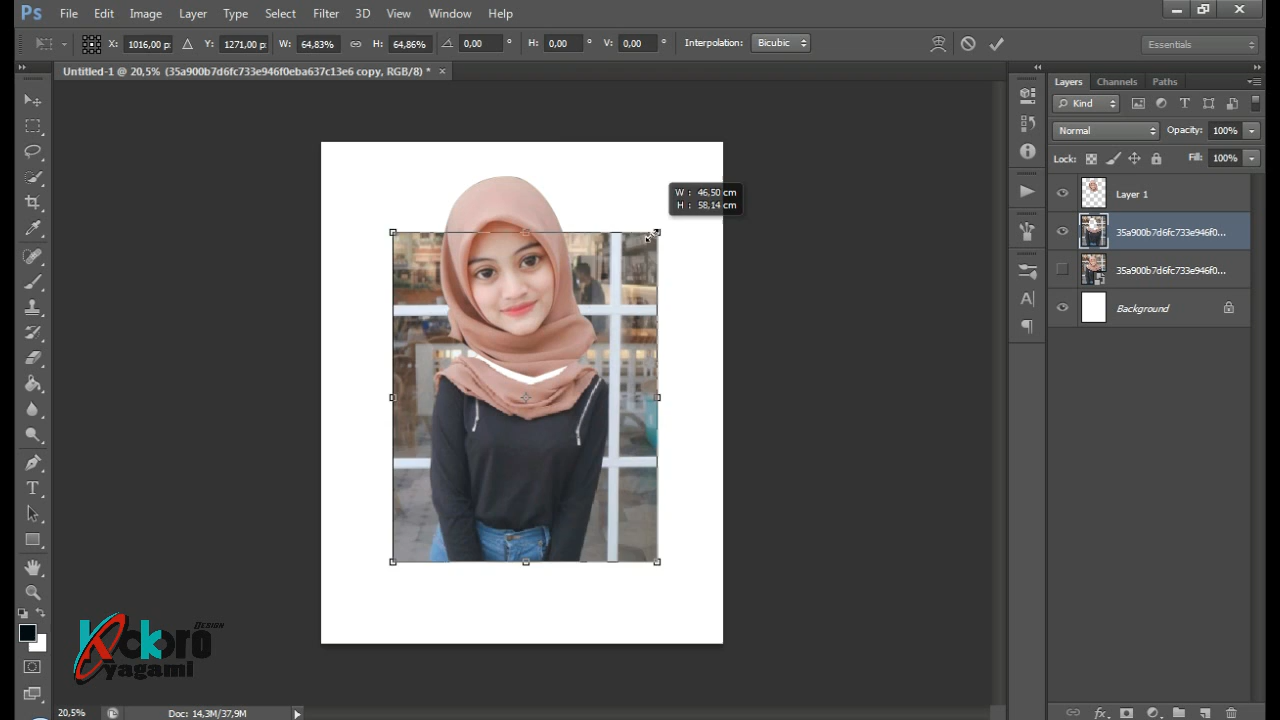 Ps File Edit Image Layer Type Select Filter 3D View Window Help
X: 1016,00 p: Y: 1271,00 p: W: 64,83% H: 64,86% 0,00 ° H: 0,00 ° V: 0,00 ° Interpolation: Bicubic Essentials
Untitled-1 @ 20,5% (35a900b7d6fc733e946f0eba637c13e6 copy, RGB/8) * ×
Layers Channels Paths
Kind
Normal Opacity: 100%
Lock: Fill: 100%
W : 46,50 cm
H : 58,14 cm
Layer 1
35a900b7d6fc733e946f0...
35a900b7d6fc733e946f0...
Background
DESIGN
Kokoro
yagami
20,5% Doc: 14,3M/37,9M